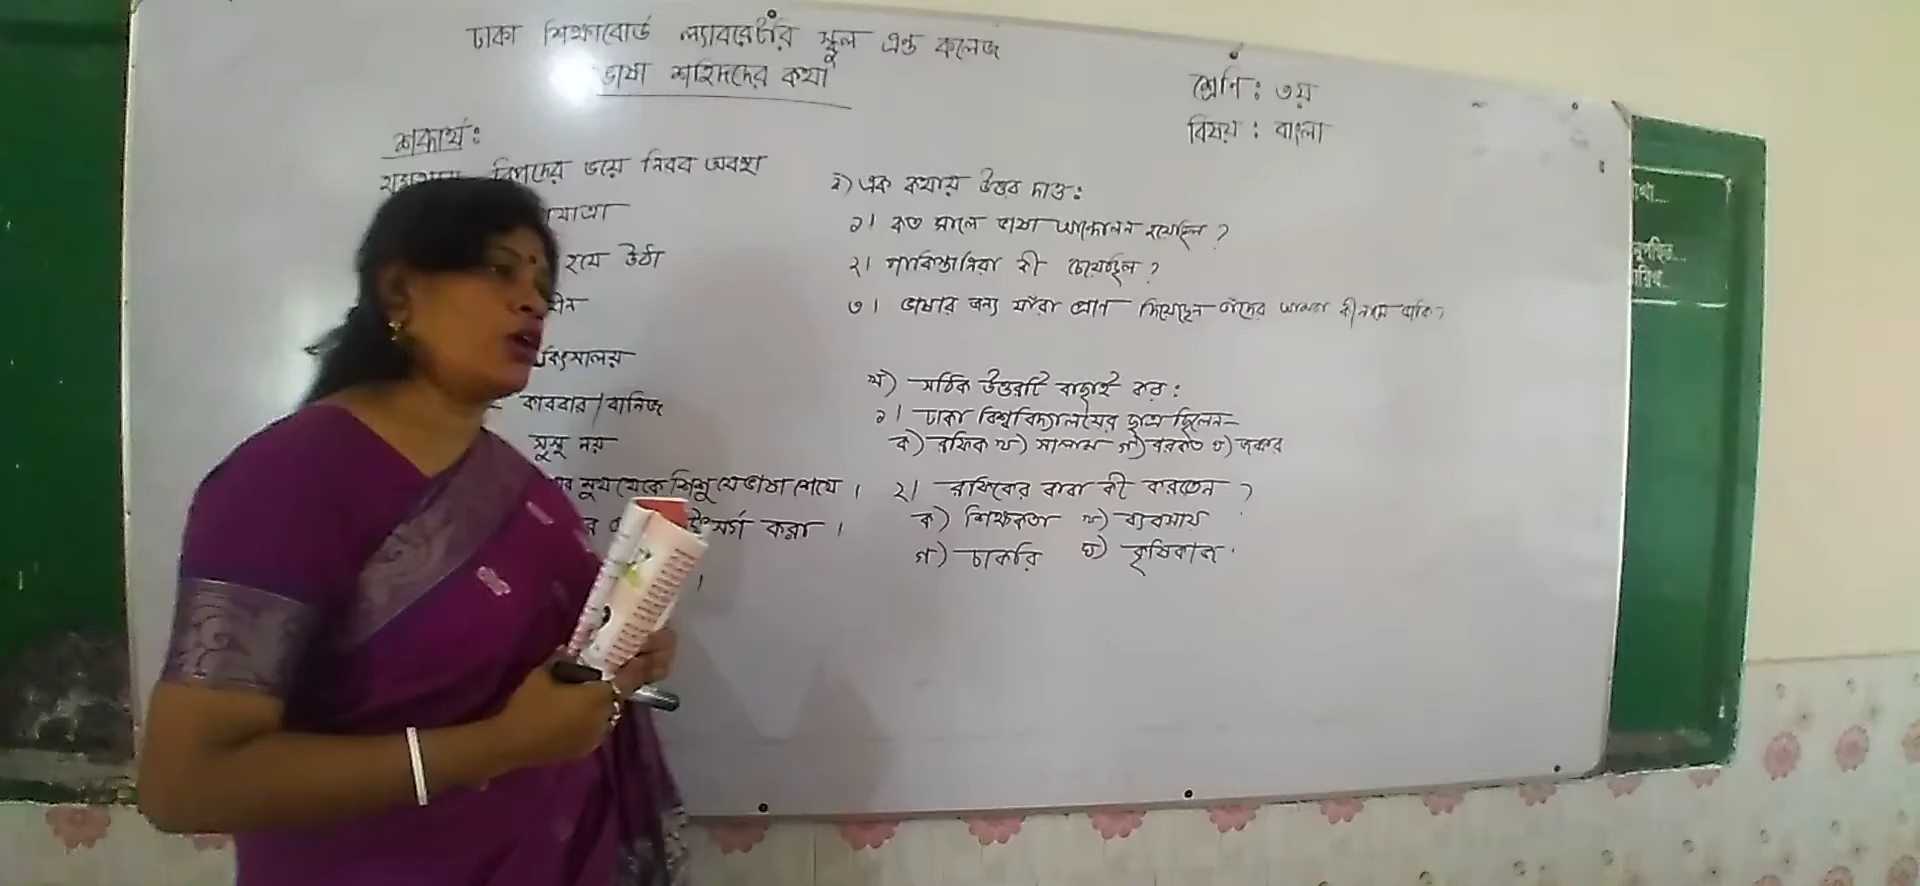 ঢাকা শিক্ষাবোর্ড ল্যাবরেটরি স্কুল এন্ড কলেজ
ভাষা শহিদদের কথা
শ্রেণি : ৩য়
বিষয় : বাংলা
শব্দার্থ :
বিপদের ভয়ে নিরব অবস্থা
হয়ে উঠা
কারবার/বানিজ্য
সুস্থ নয়
মুখ থেকে শিশু যে ভাষা শেখে ।
উৎসর্গ করা ।
ক) এক কথায় উত্তর দাও :
১। কত সালে ভাষা আন্দোলন হয়েছিল ?
২। পাকিস্তানিরা কী চেয়েছিল ?
৩। ভাষার জন্য যাঁরা প্রাণ দিয়েছেন তাঁদের আমরা কী নামে ডাকি ?
খ) সঠিক উত্তরটি বাছাই কর :
১। ঢাকা বিশ্ববিদ্যালয়ের ছাত্র ছিলেন–
ক) রফিক খ) সালাম গ) বরকত ঘ) জব্বার
২। রফিকের বাবা কী করতেন ?
ক) শিক্ষকতা খ) ব্যবসায়
গ) চাকরি ঘ) কৃষিকাজ